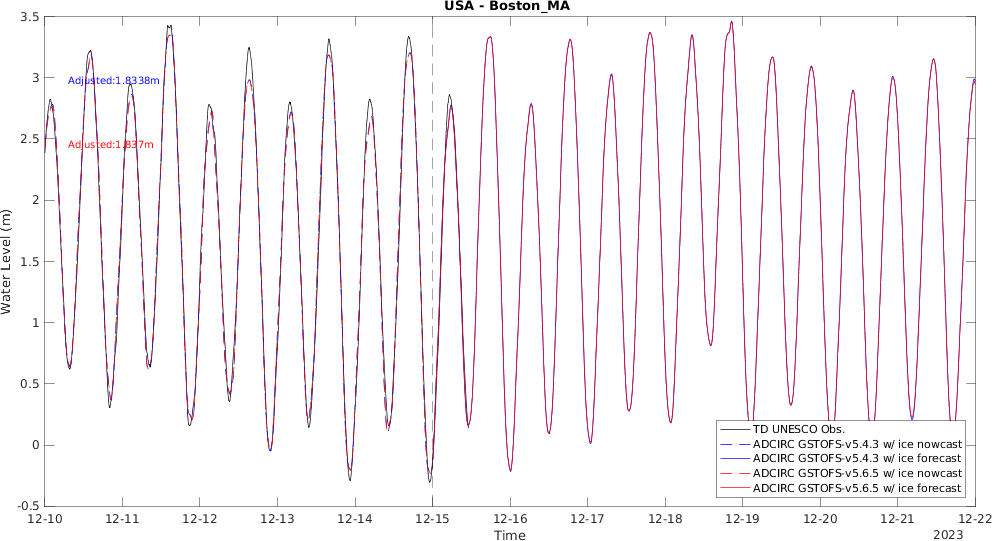 USA - Boston_MA
3.5
3
2.5
2
1.5
1
0.5
0
-0.5
Water Level (m)
Adjusted:1.8338m
Adjusted:1.837m
TD UNESCO Obs.
ADCIRC GSTOFS-v5.4.3 w/ ice nowcast
ADCIRC GSTOFS-v5.4.3 w/ ice forecast
ADCIRC GSTOFS-v5.6.5 w/ ice nowcast
ADCIRC GSTOFS-v5.6.5 w/ ice forecast
12-10 12-11 12-12 12-13 12-14 12-15 12-16 12-17 12-18 12-19 12-20 12-21 12-22
Time
2023